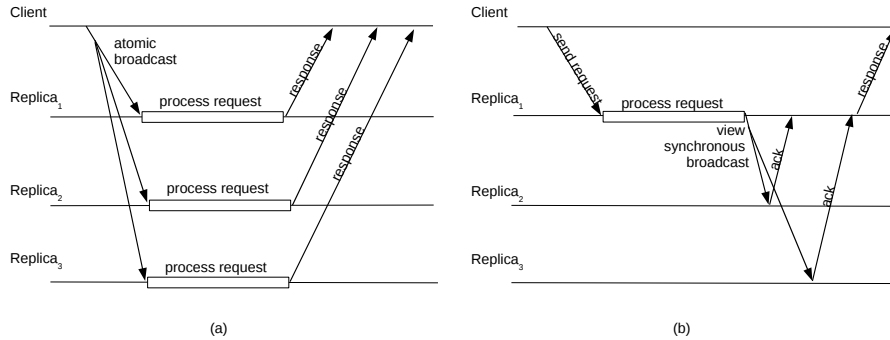 Client
atomic
broadcast
response
response
response
Replica1
process request
Replica2
process request
Replica3
process request
(a)
Client
send request
response
Replica1
process request
view
synchronous
broadcast
ack
ack
Replica2
Replica3
(b)